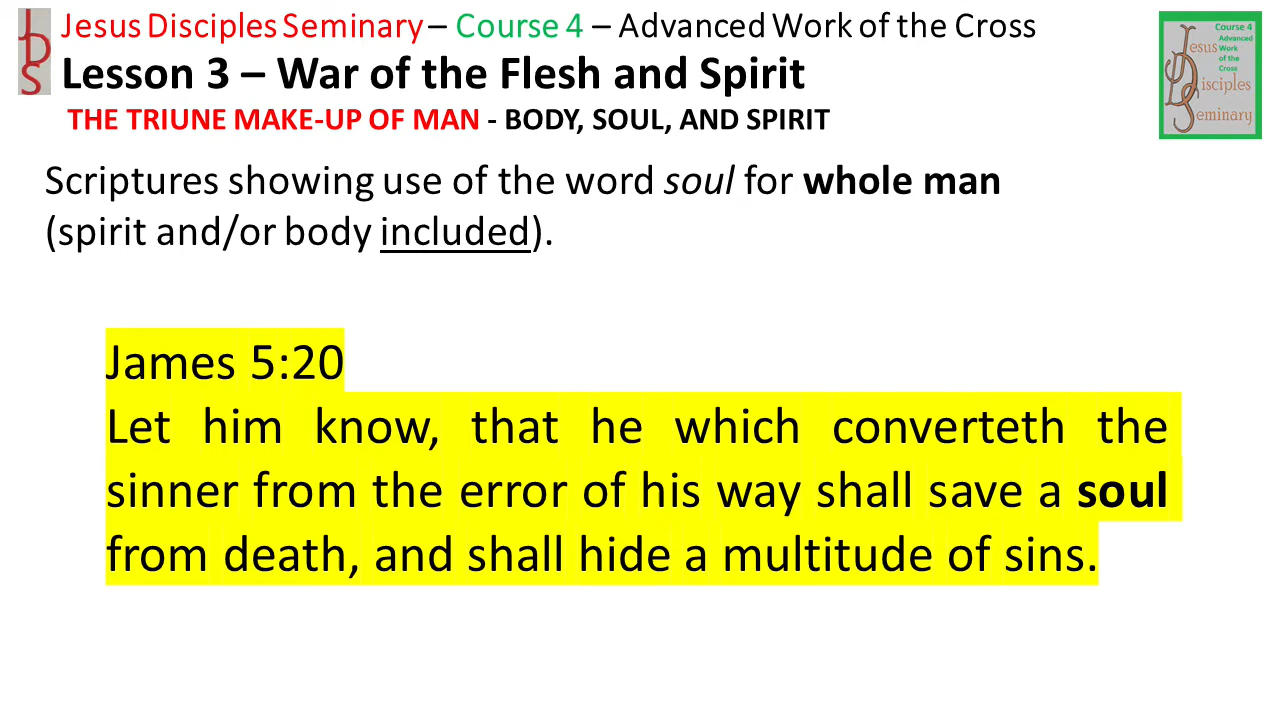 JDS
Jesus Disciples Seminary – Course 4 – Advanced Work of the Cross
Lesson 3 – War of the Flesh and Spirit
THE TRIUNE MAKE-UP OF MAN - BODY, SOUL, AND SPIRIT
Course 4
Advanced
Work
of the
Cross
Jesus
Disciples
Seminary
Scriptures showing use of the word soul for whole man
(spirit and/or body included).
James 5:20
Let him know, that he which converteth the
sinner from the error of his way shall save a soul
from death, and shall hide a multitude of sins.